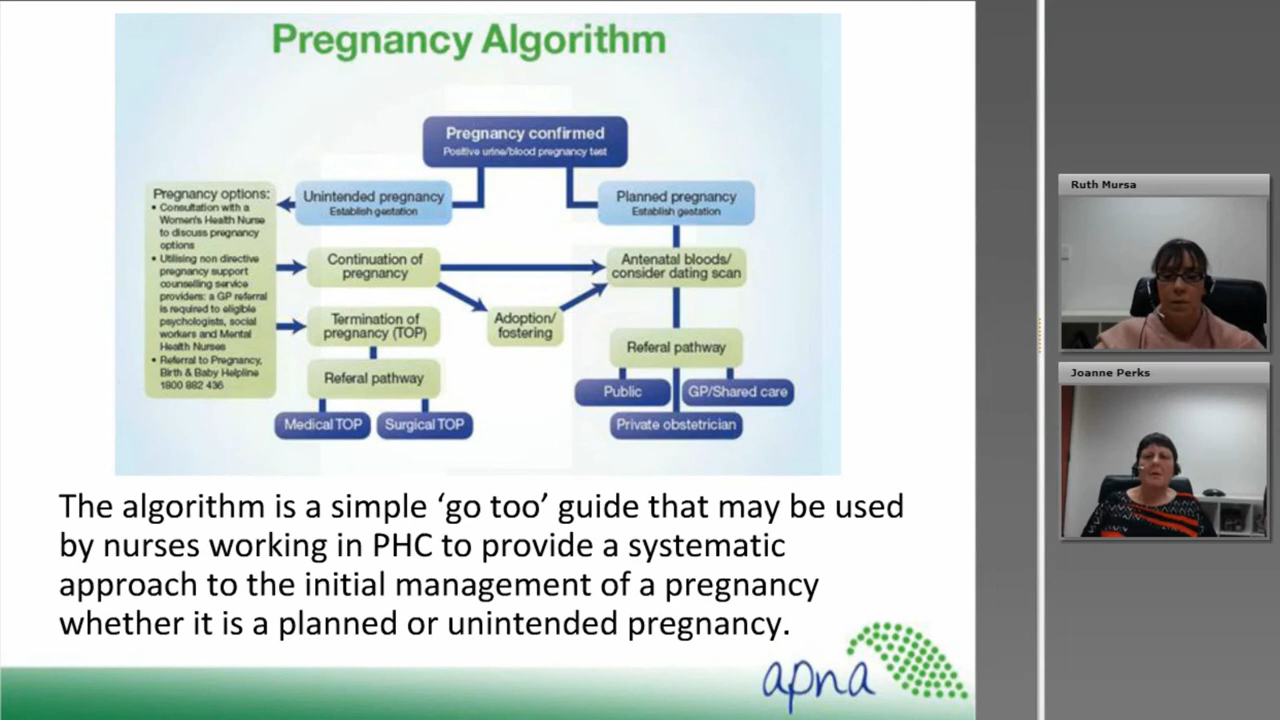 Pregnancy Algorithm
Pregnancy confirmed
Positive urine/blood pregnancy test
Unintended pregnancy
Establish gestation
Planned pregnancy
Establish gestation
Pregnancy options:
• Consultation with a
Women's Health Nurse
to discuss pregnancy
options
• Utilising non directive
pregnancy support
counselling service
providers: a GP referral
is required to eligible
psychologists, social
workers and Mental
Health Nurses
• Referral to Pregnancy,
Birth & Baby Helpline
1800 882 436
Continuation of
pregnancy
Antenatal bloods/
consider dating scan
Termination of
pregnancy (TOP)
Adoption/
fostering
Referal pathway
Referal pathway
Medical TOP
Surgical TOP
Public
GP/Shared care
Private obstetrician
The algorithm is a simple ‘go too’ guide that may be used
by nurses working in PHC to provide a systematic
approach to the initial management of a pregnancy
whether it is a planned or unintended pregnancy.
apna
Ruth Mursa
Joanne Perks